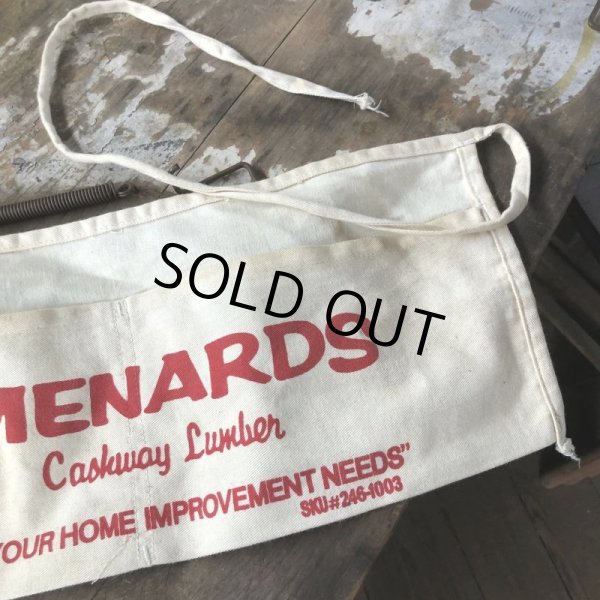 SOLD OUT
MENARDS
Cashway Lumber
YOUR HOME IMPROVEMENT NEEDS"
SKU#246-1003